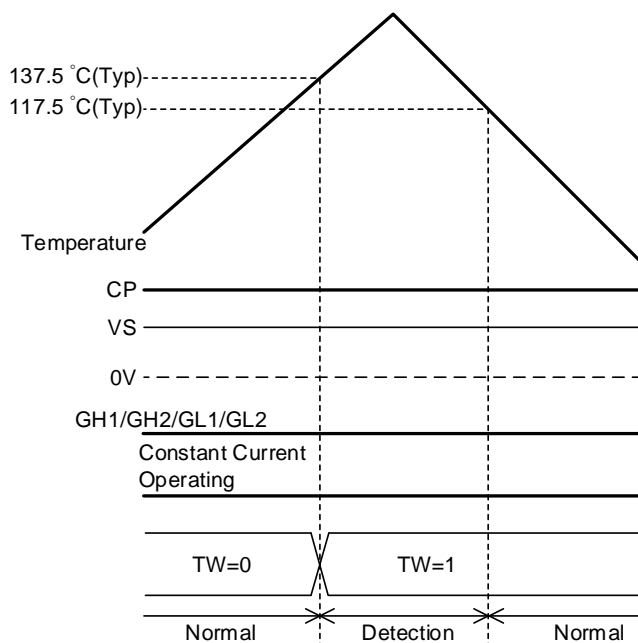 137.5 °C(Typ)
117.5 °C(Typ)
Temperature
CP
VS
0V
GH1/GH2/GL1/GL2
Constant Current
Operating
TW=0
TW=1
Normal
Detection
Normal